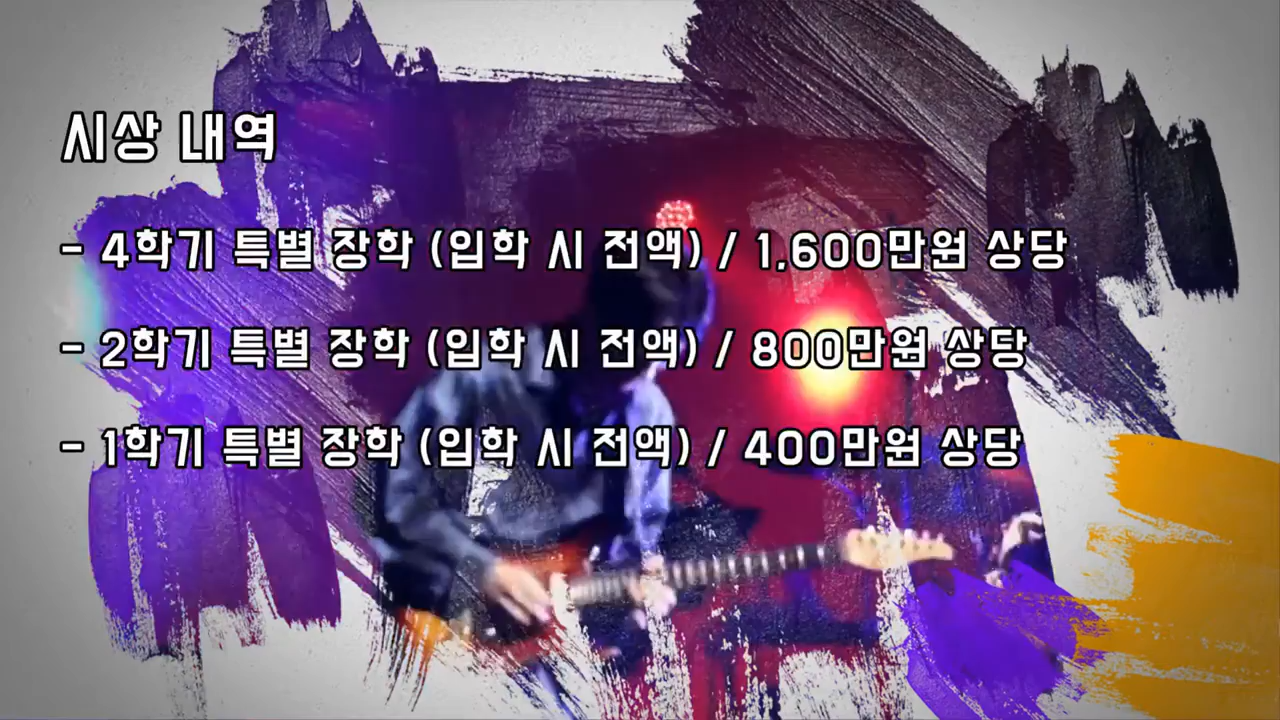 시상 내역
- 4학기 특별 장학 (입학 시 전액) / 1,600만원 상당
- 2학기 특별 장학 (입학 시 전액) / 800만원 상당
- 1학기 특별 장학 (입학 시 전액) / 400만원 상당